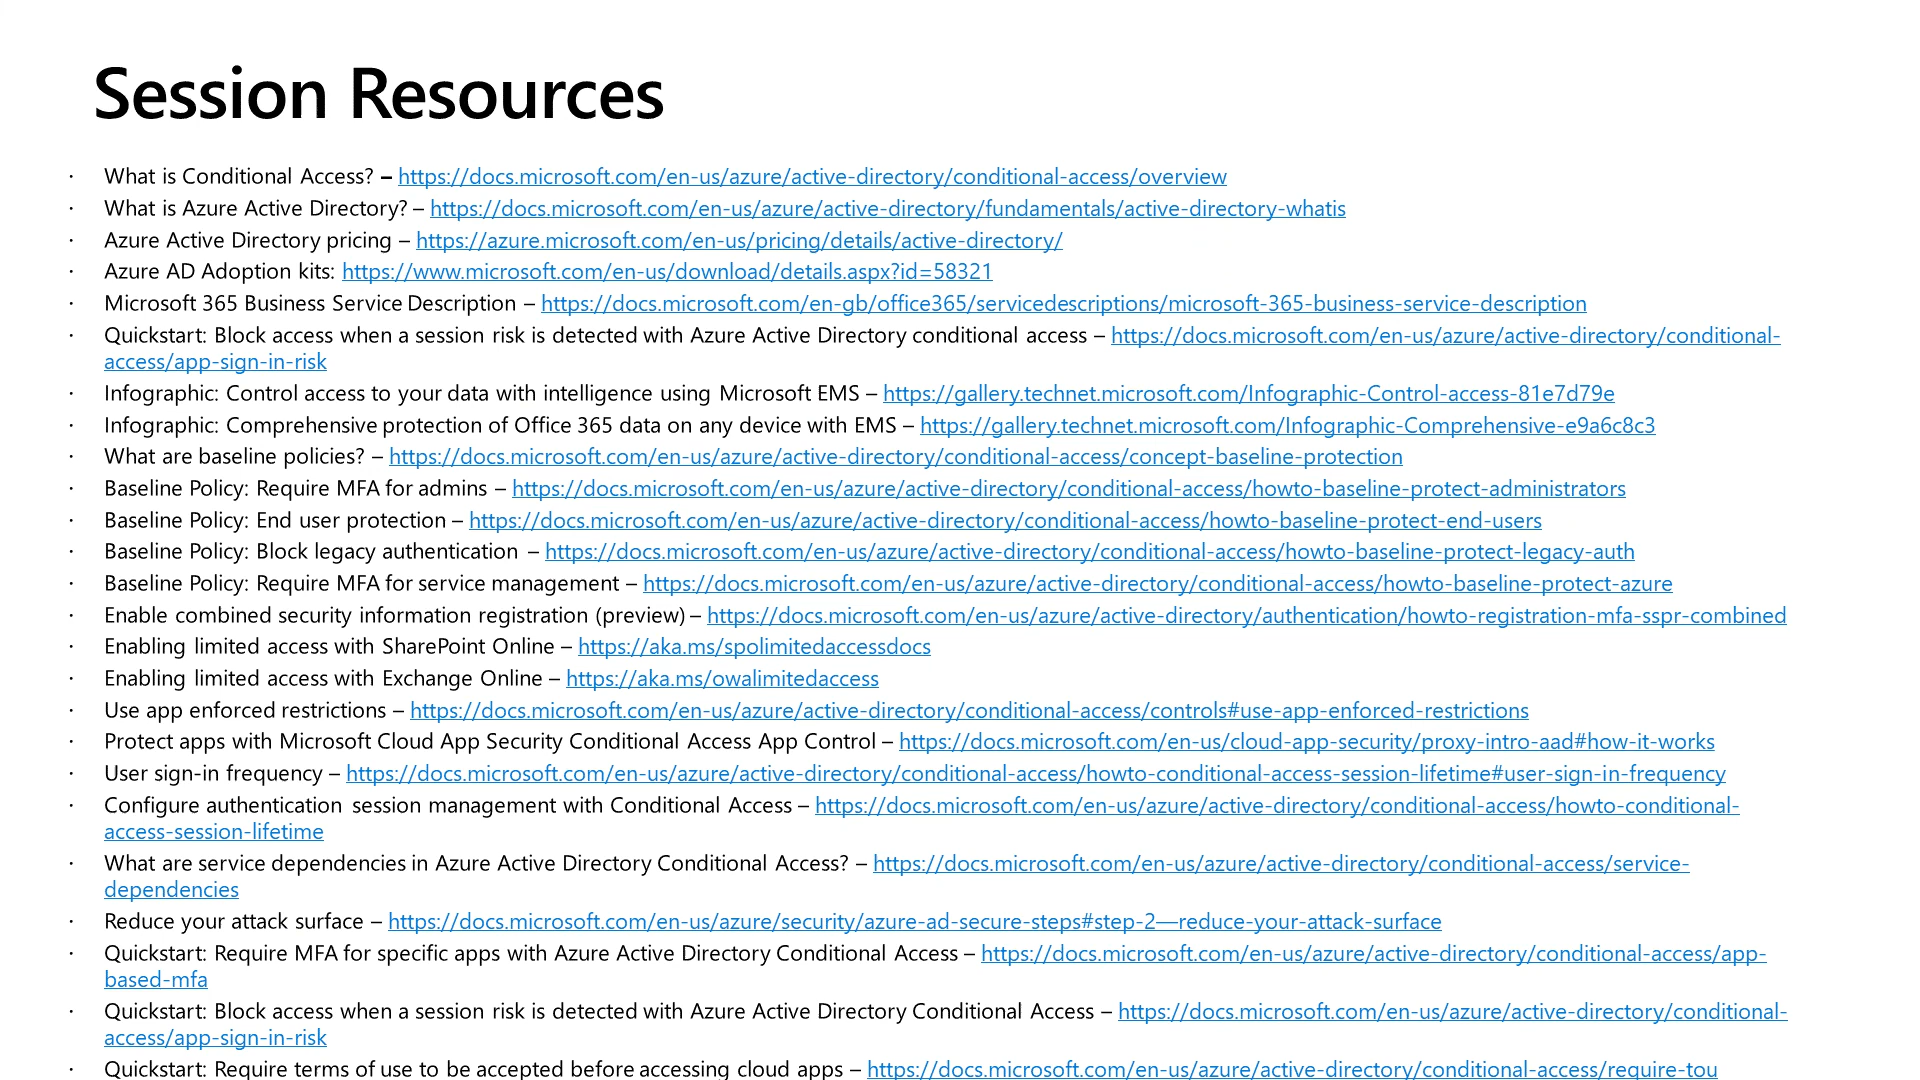 Session Resources
· What is Conditional Access? – https://docs.microsoft.com/en-us/azure/active-directory/conditional-access/overview
· What is Azure Active Directory? – https://docs.microsoft.com/en-us/azure/active-directory/fundamentals/active-directory-whatis
· Azure Active Directory pricing – https://azure.microsoft.com/en-us/pricing/details/active-directory/
· Azure AD Adoption kits: https://www.microsoft.com/en-us/download/details.aspx?id=58321
· Microsoft 365 Business Service Description – https://docs.microsoft.com/en-gb/office365/servicedescriptions/microsoft-365-business-service-description
· Quickstart: Block access when a session risk is detected with Azure Active Directory conditional access – https://docs.microsoft.com/en-us/azure/active-directory/conditional-
access/app-sign-in-risk
· Infographic: Control access to your data with intelligence using Microsoft EMS – https://gallery.technet.microsoft.com/Infographic-Control-access-81e7d79e
· Infographic: Comprehensive protection of Office 365 data on any device with EMS – https://gallery.technet.microsoft.com/Infographic-Comprehensive-e9a6c8c3
· What are baseline policies? – https://docs.microsoft.com/en-us/azure/active-directory/conditional-access/concept-baseline-protection
· Baseline Policy: Require MFA for admins – https://docs.microsoft.com/en-us/azure/active-directory/conditional-access/howto-baseline-protect-administrators
· Baseline Policy: End user protection – https://docs.microsoft.com/en-us/azure/active-directory/conditional-access/howto-baseline-protect-end-users
· Baseline Policy: Block legacy authentication – https://docs.microsoft.com/en-us/azure/active-directory/conditional-access/howto-baseline-protect-legacy-auth
· Baseline Policy: Require MFA for service management – https://docs.microsoft.com/en-us/azure/active-directory/conditional-access/howto-baseline-protect-azure
· Enable combined security information registration (preview) – https://docs.microsoft.com/en-us/azure/active-directory/authentication/howto-registration-mfa-sspr-combined
· Enabling limited access with SharePoint Online – https://aka.ms/spolimitedaccessdocs
· Enabling limited access with Exchange Online – https://aka.ms/owalimitedaccess
· Use app enforced restrictions – https://docs.microsoft.com/en-us/azure/active-directory/conditional-access/controls#use-app-enforced-restrictions
· Protect apps with Microsoft Cloud App Security Conditional Access App Control – https://docs.microsoft.com/en-us/cloud-app-security/proxy-intro-aad#how-it-works
· User sign-in frequency – https://docs.microsoft.com/en-us/azure/active-directory/conditional-access/howto-conditional-access-session-lifetime#user-sign-in-frequency
· Configure authentication session management with Conditional Access – https://docs.microsoft.com/en-us/azure/active-directory/conditional-access/howto-conditional-
access-session-lifetime
· What are service dependencies in Azure Active Directory Conditional Access? – https://docs.microsoft.com/en-us/azure/active-directory/conditional-access/service-
dependencies
· Reduce your attack surface – https://docs.microsoft.com/en-us/azure/security/azure-ad-secure-steps#step-2—reduce-your-attack-surface
· Quickstart: Require MFA for specific apps with Azure Active Directory Conditional Access – https://docs.microsoft.com/en-us/azure/active-directory/conditional-access/app-
based-mfa
· Quickstart: Block access when a session risk is detected with Azure Active Directory Conditional Access – https://docs.microsoft.com/en-us/azure/active-directory/conditional-
access/app-sign-in-risk
· Quickstart: Require terms of use to be accepted before accessing cloud apps – https://docs.microsoft.com/en-us/azure/active-directory/conditional-access/require-tou